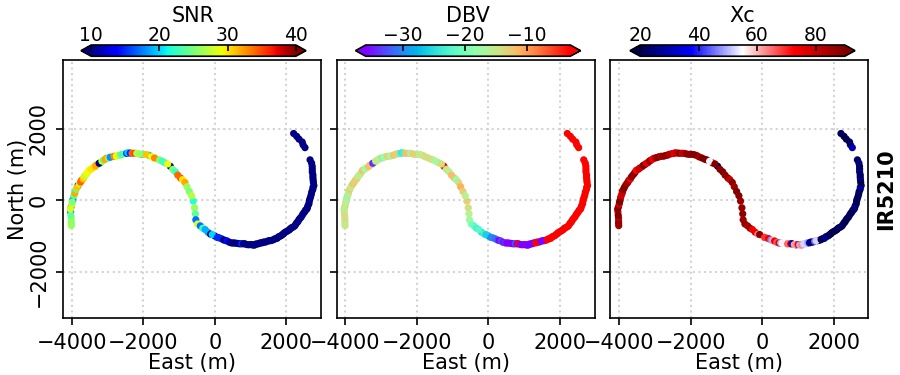 SNR DBV Xc
10 20 30 40 −30 −20 −10 20 40 60 80
North (m)
2000
0
−2000
−4000 −2000 0 2000 −4000 −2000 0 2000 −4000 −2000 0 2000
East (m) East (m) East (m)
IR5210